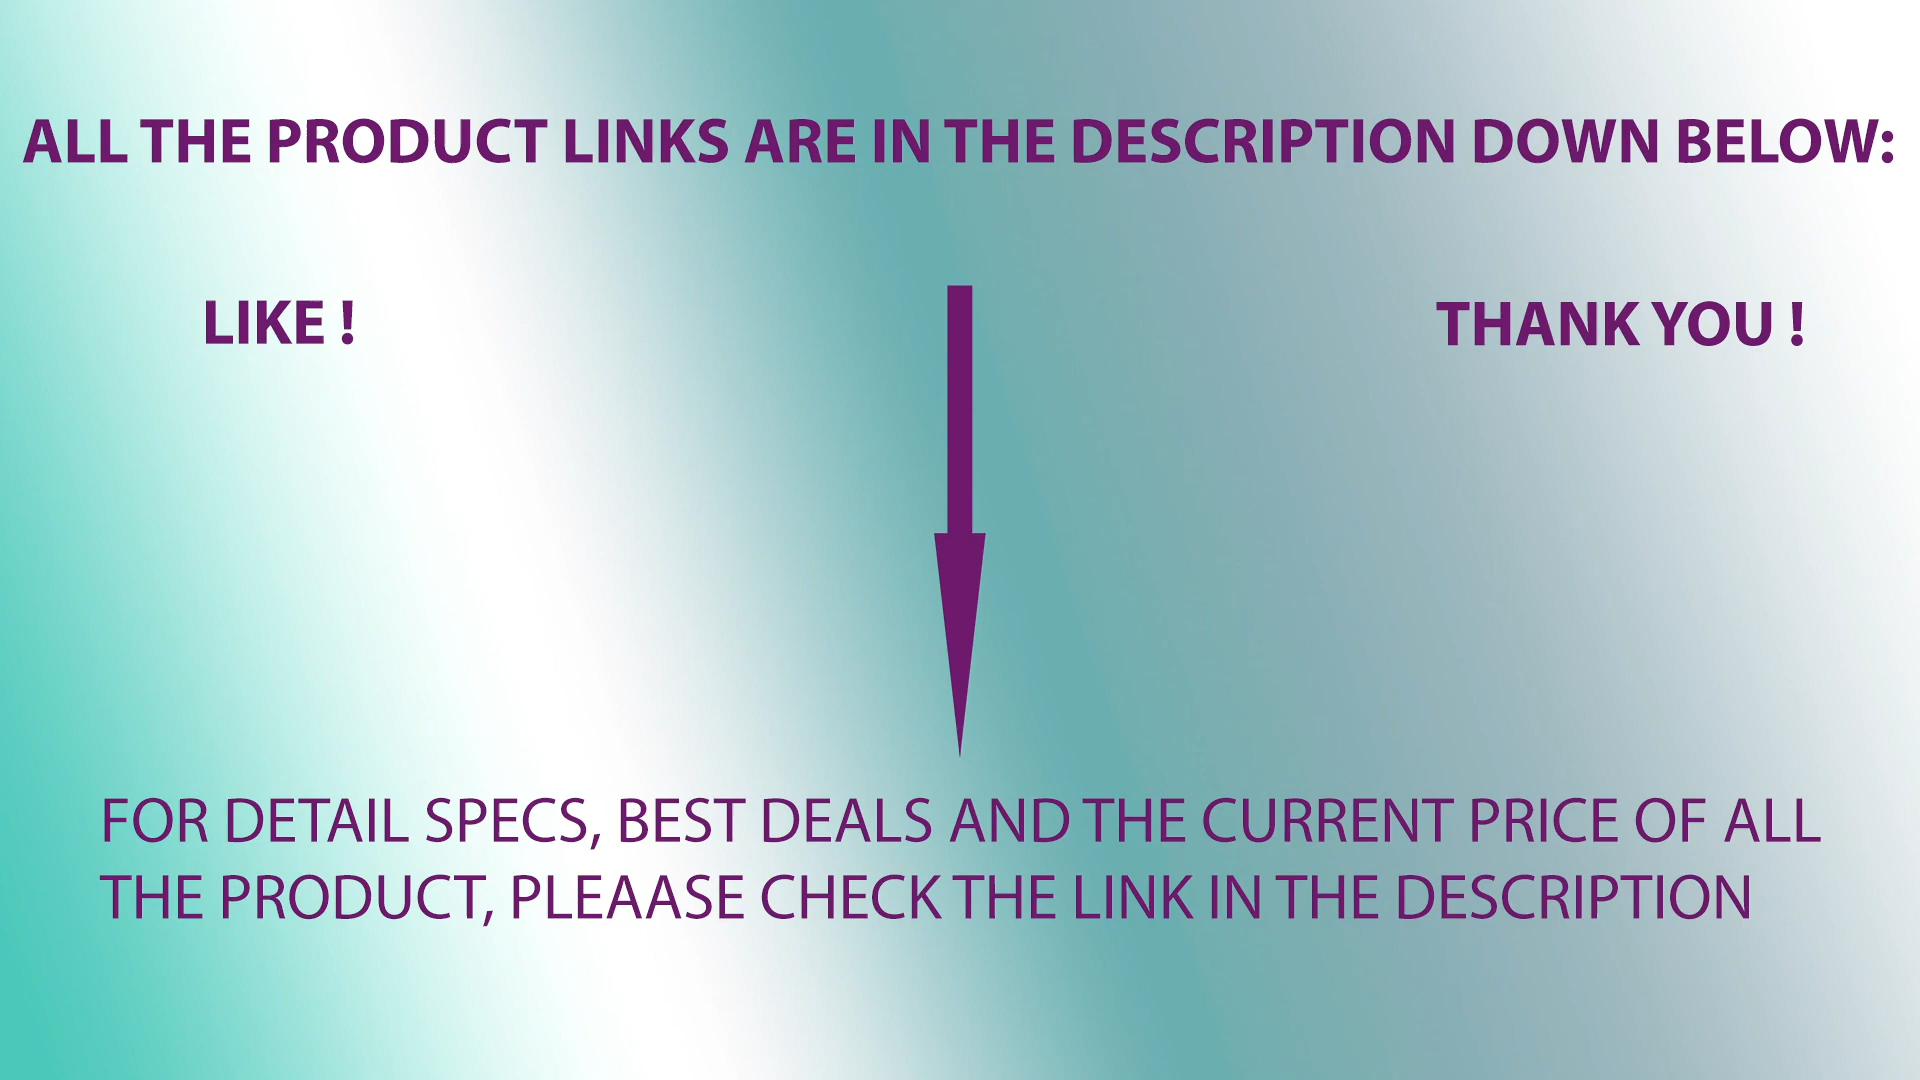 ALL THE PRODUCT LINKS ARE IN THE DESCRIPTION DOWN BELOW:
LIKE !
THANK YOU !
FOR DETAIL SPECS, BEST DEALS AND THE CURRENT PRICE OF ALL
THE PRODUCT, PLEAASE CHECK THE LINK IN THE DESCRIPTION